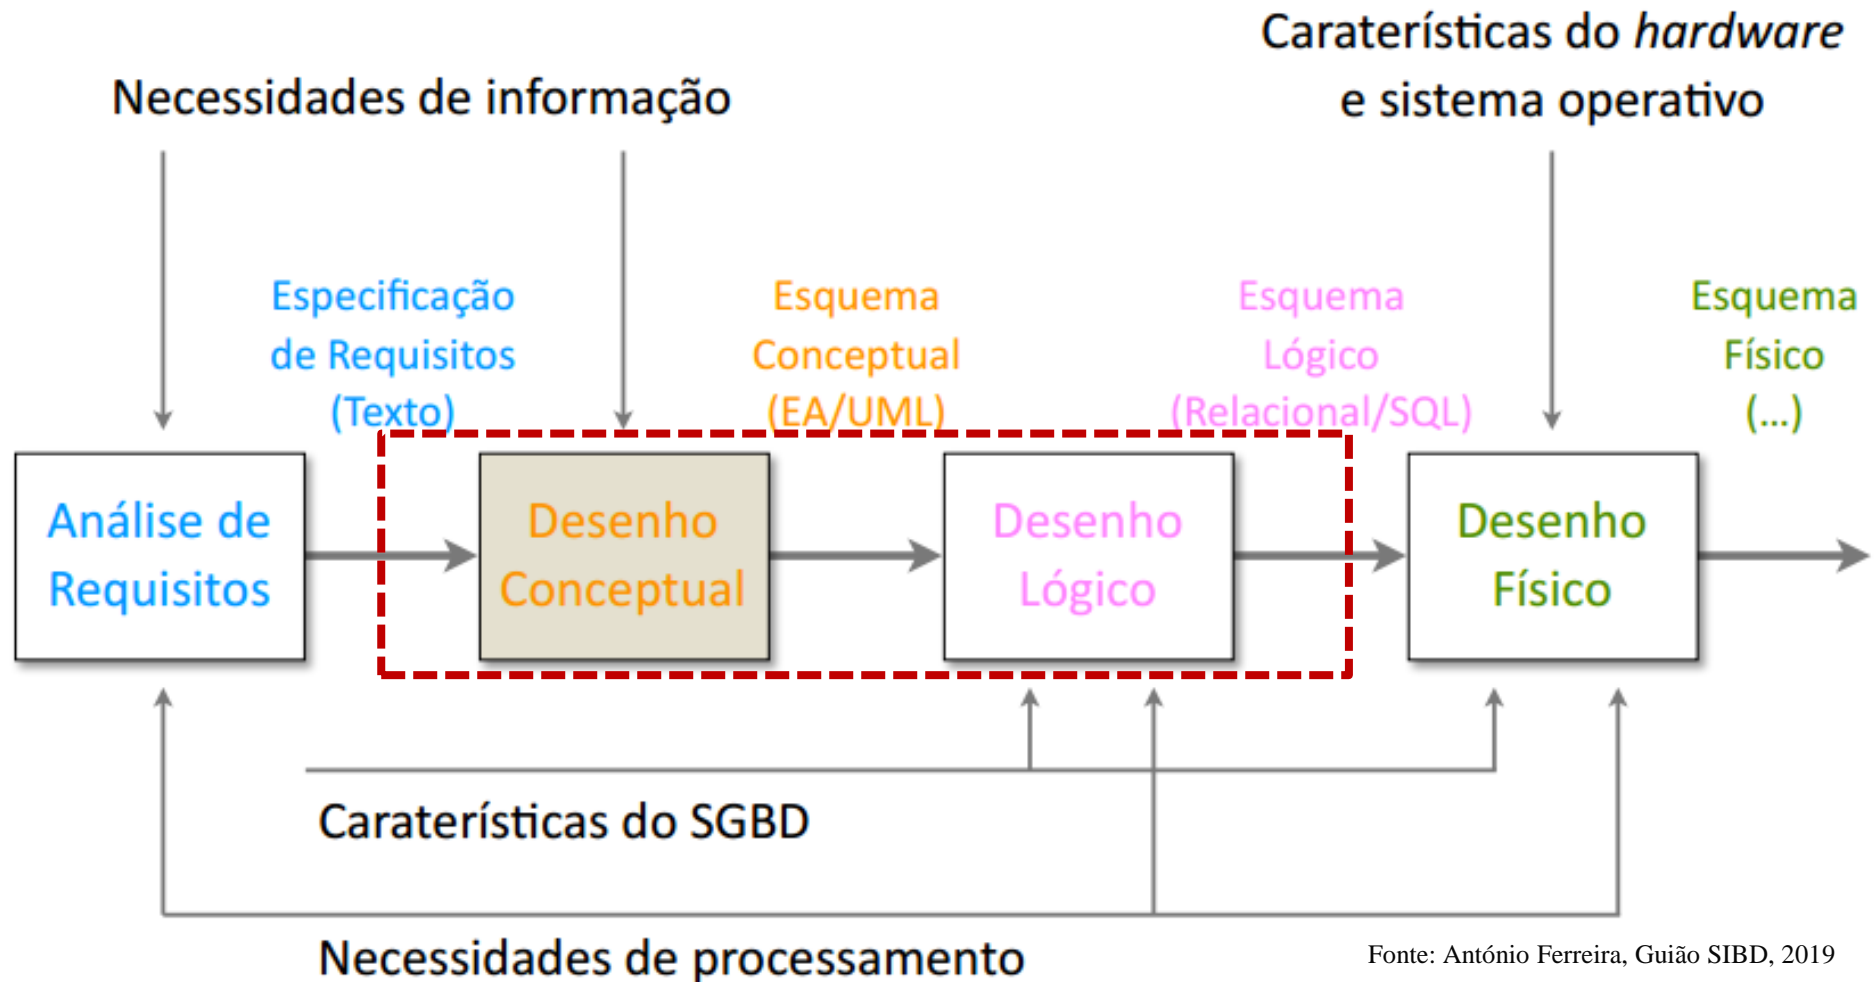 Caraterísticas do hardware
e sistema operativo
Necessidades de informação
Especificação
de Requisitos
(Texto)
Esquema
Conceptual
(EA/UML)
Esquema
Lógico
(Relacional/SQL)
Esquema
Físico
(...)
Análise de
Requisitos
Desenho
Conceptual
Desenho
Lógico
Desenho
Físico
Caraterísticas do SGBD
Necessidades de processamento
Fonte: António Ferreira, Guião SIBD, 2019